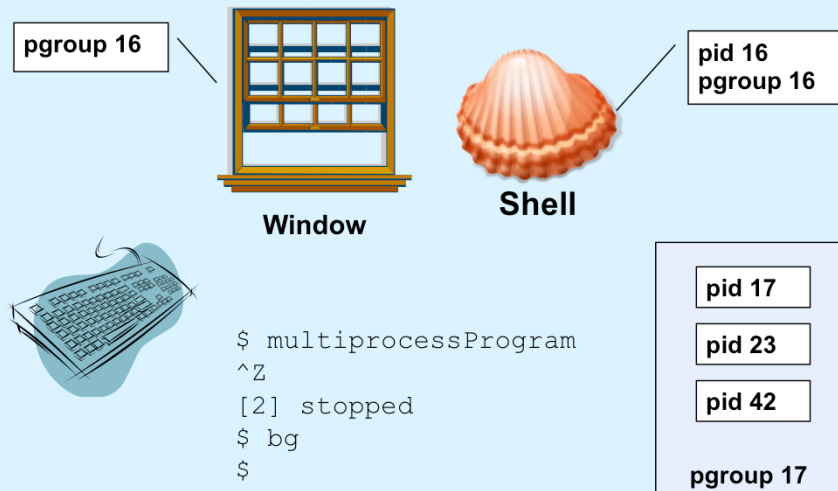 pgroup 16
pid 16
pgroup 16
Window
Shell
$ multiprocessProgram
^Z
[2] stopped
$ bg
$
pid 17
pid 23
pid 42
pgroup 17